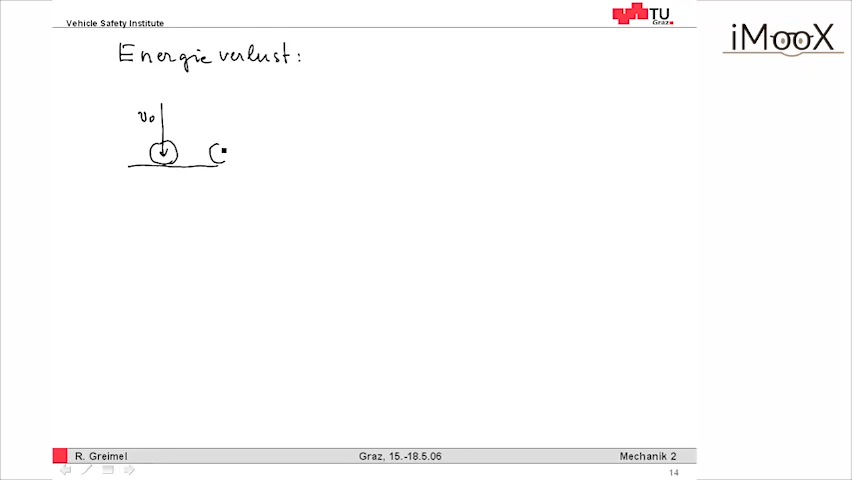 Vehicle Safety Institute
TU
Graz
iMooX
Energieverlust:
v₀
R. Greimel
Graz, 15.-18.5.06
Mechanik 2
14